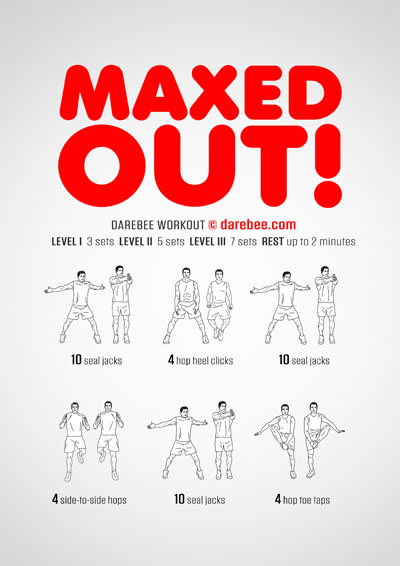 MAXED
OUT!
DAREBEE WORKOUT © darebee.com
LEVEL I 3 sets LEVEL II 5 sets LEVEL III 7 sets REST up to 2 minutes
10 seal jacks
4 hop heel clicks
10 seal jacks
4 side-to-side hops
10 seal jacks
4 hop toe taps